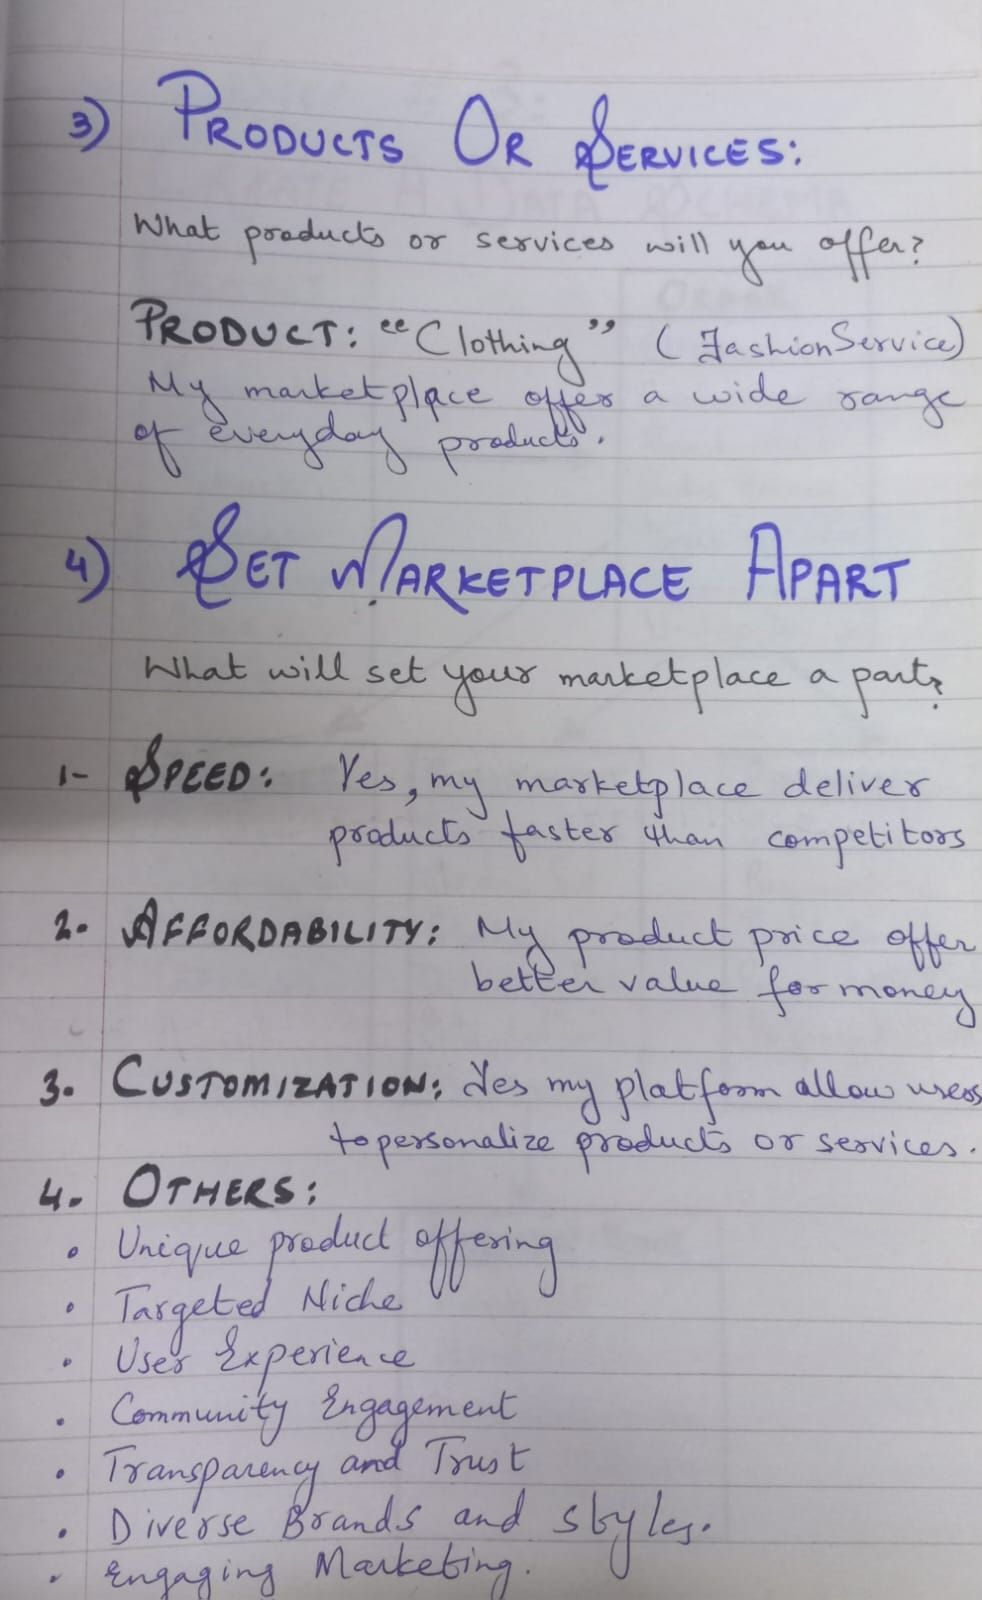 3) PRODUCTS OR SERVICES:
What products or services will you offer?
PRODUCT: "Clothing" (Fashion Service)
My marketplace offer a wide range
of everyday products.
4) SET MARKETPLACE APART
What will set your marketplace a part?
1- SPEED: Yes, my marketplace deliver
products faster than competitors
2. AFFORDABILITY: My product price offer
better value for money
3. CUSTOMIZATION: Yes my platform allow users
to personalize products or services.
4. OTHERS:
• Unique product offering
• Targeted Niche
• User Experience
• Community Engagement
• Transparency and Trust
• Diverse Brands and styles.
• Engaging Marketing.